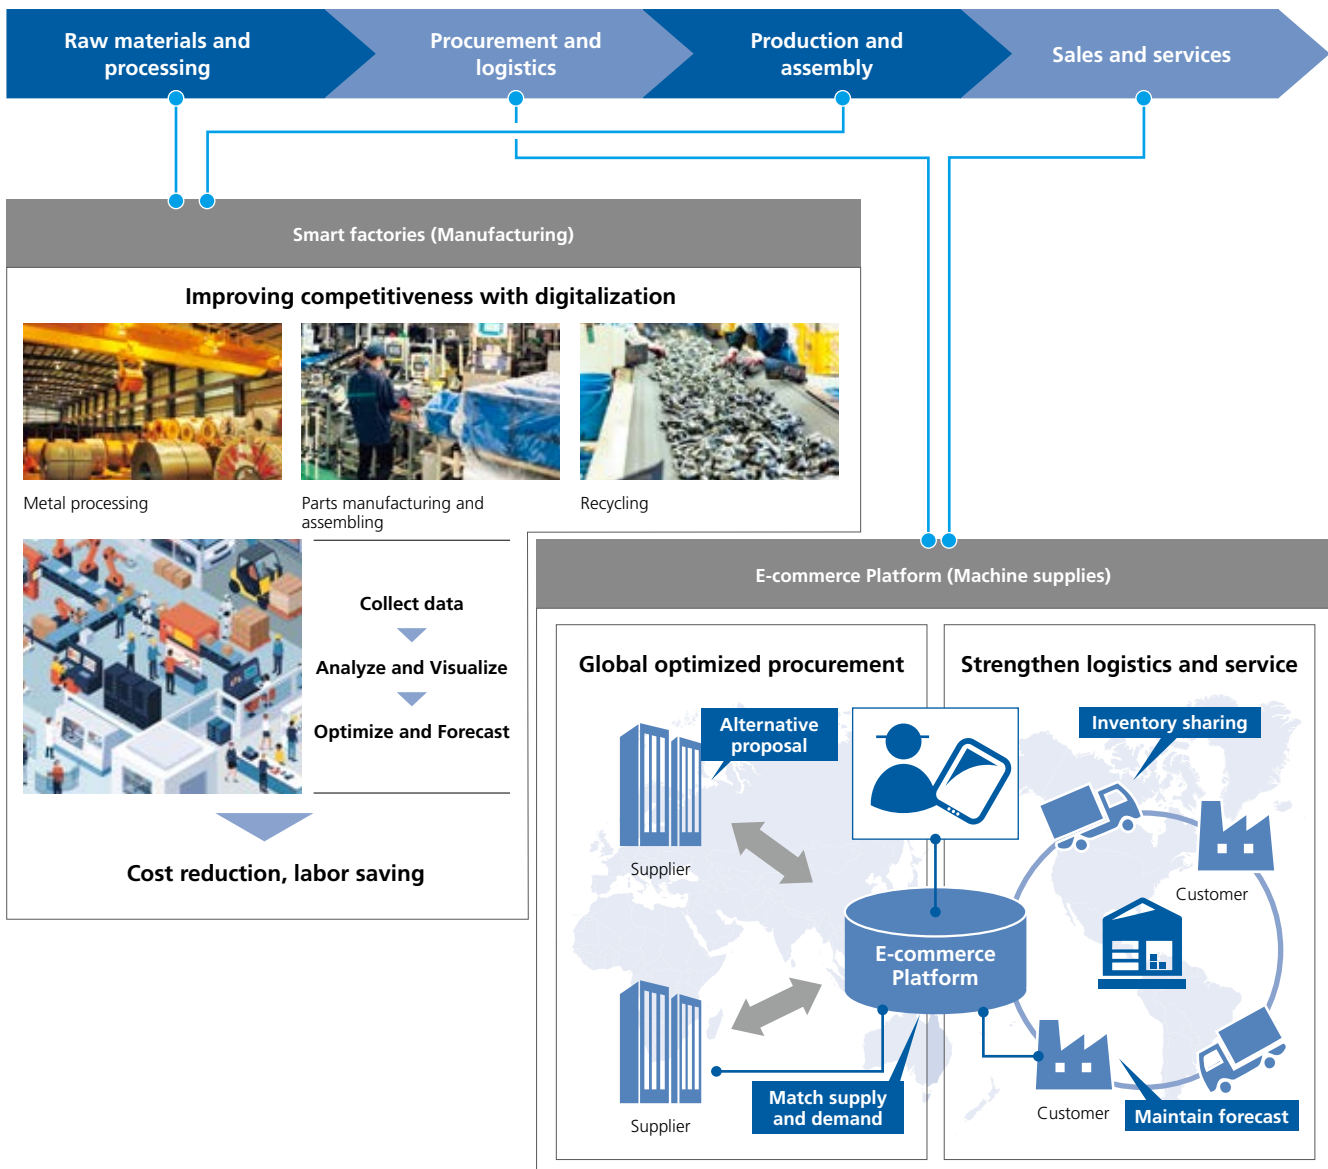 Raw materials and
processing
Procurement and
logistics
Production and
assembly
Sales and services
Smart factories (Manufacturing)
Improving competitiveness with digitalization
Metal processing
Parts manufacturing and
assembling
Recycling
Collect data
Analyze and Visualize
Optimize and Forecast
Cost reduction, labor saving
E-commerce Platform (Machine supplies)
Global optimized procurement
Alternative
proposal
Supplier
Supplier
E-commerce
Platform
Match supply
and demand
Strengthen logistics and service
Inventory sharing
Customer
Customer
Maintain forecast